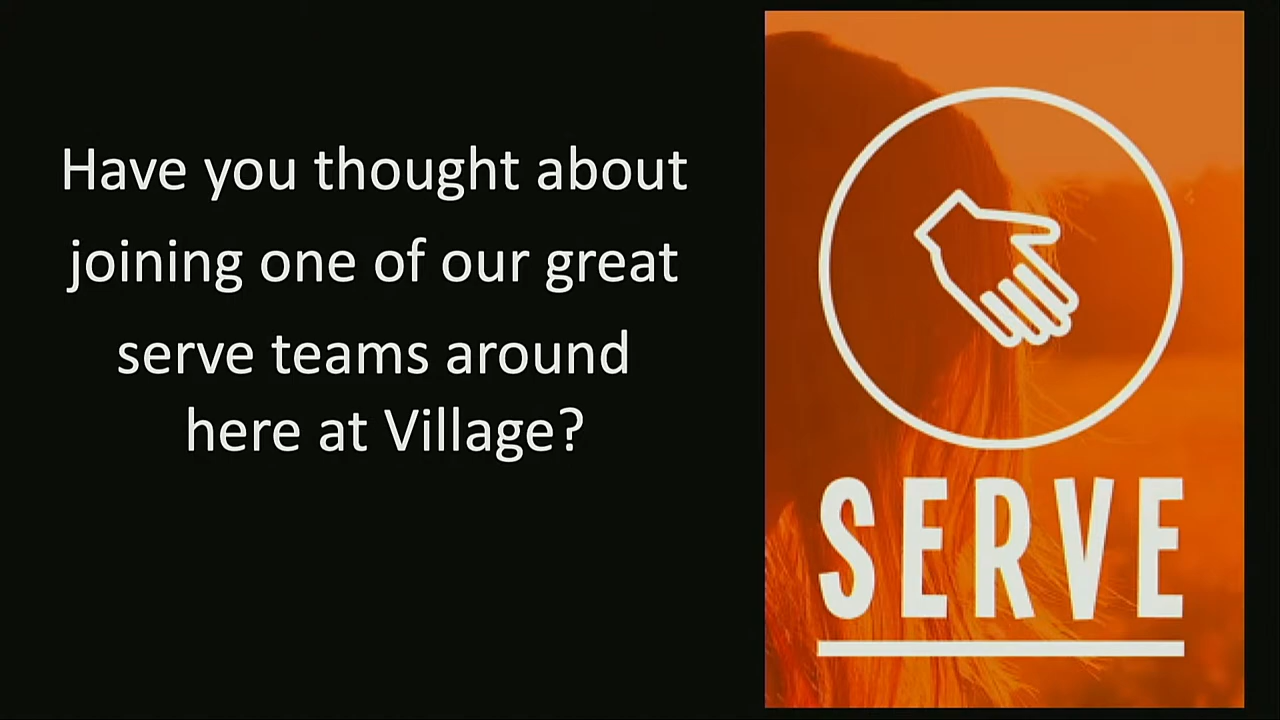 Have you thought about
joining one of our great
serve teams around
here at Village?
SERVE